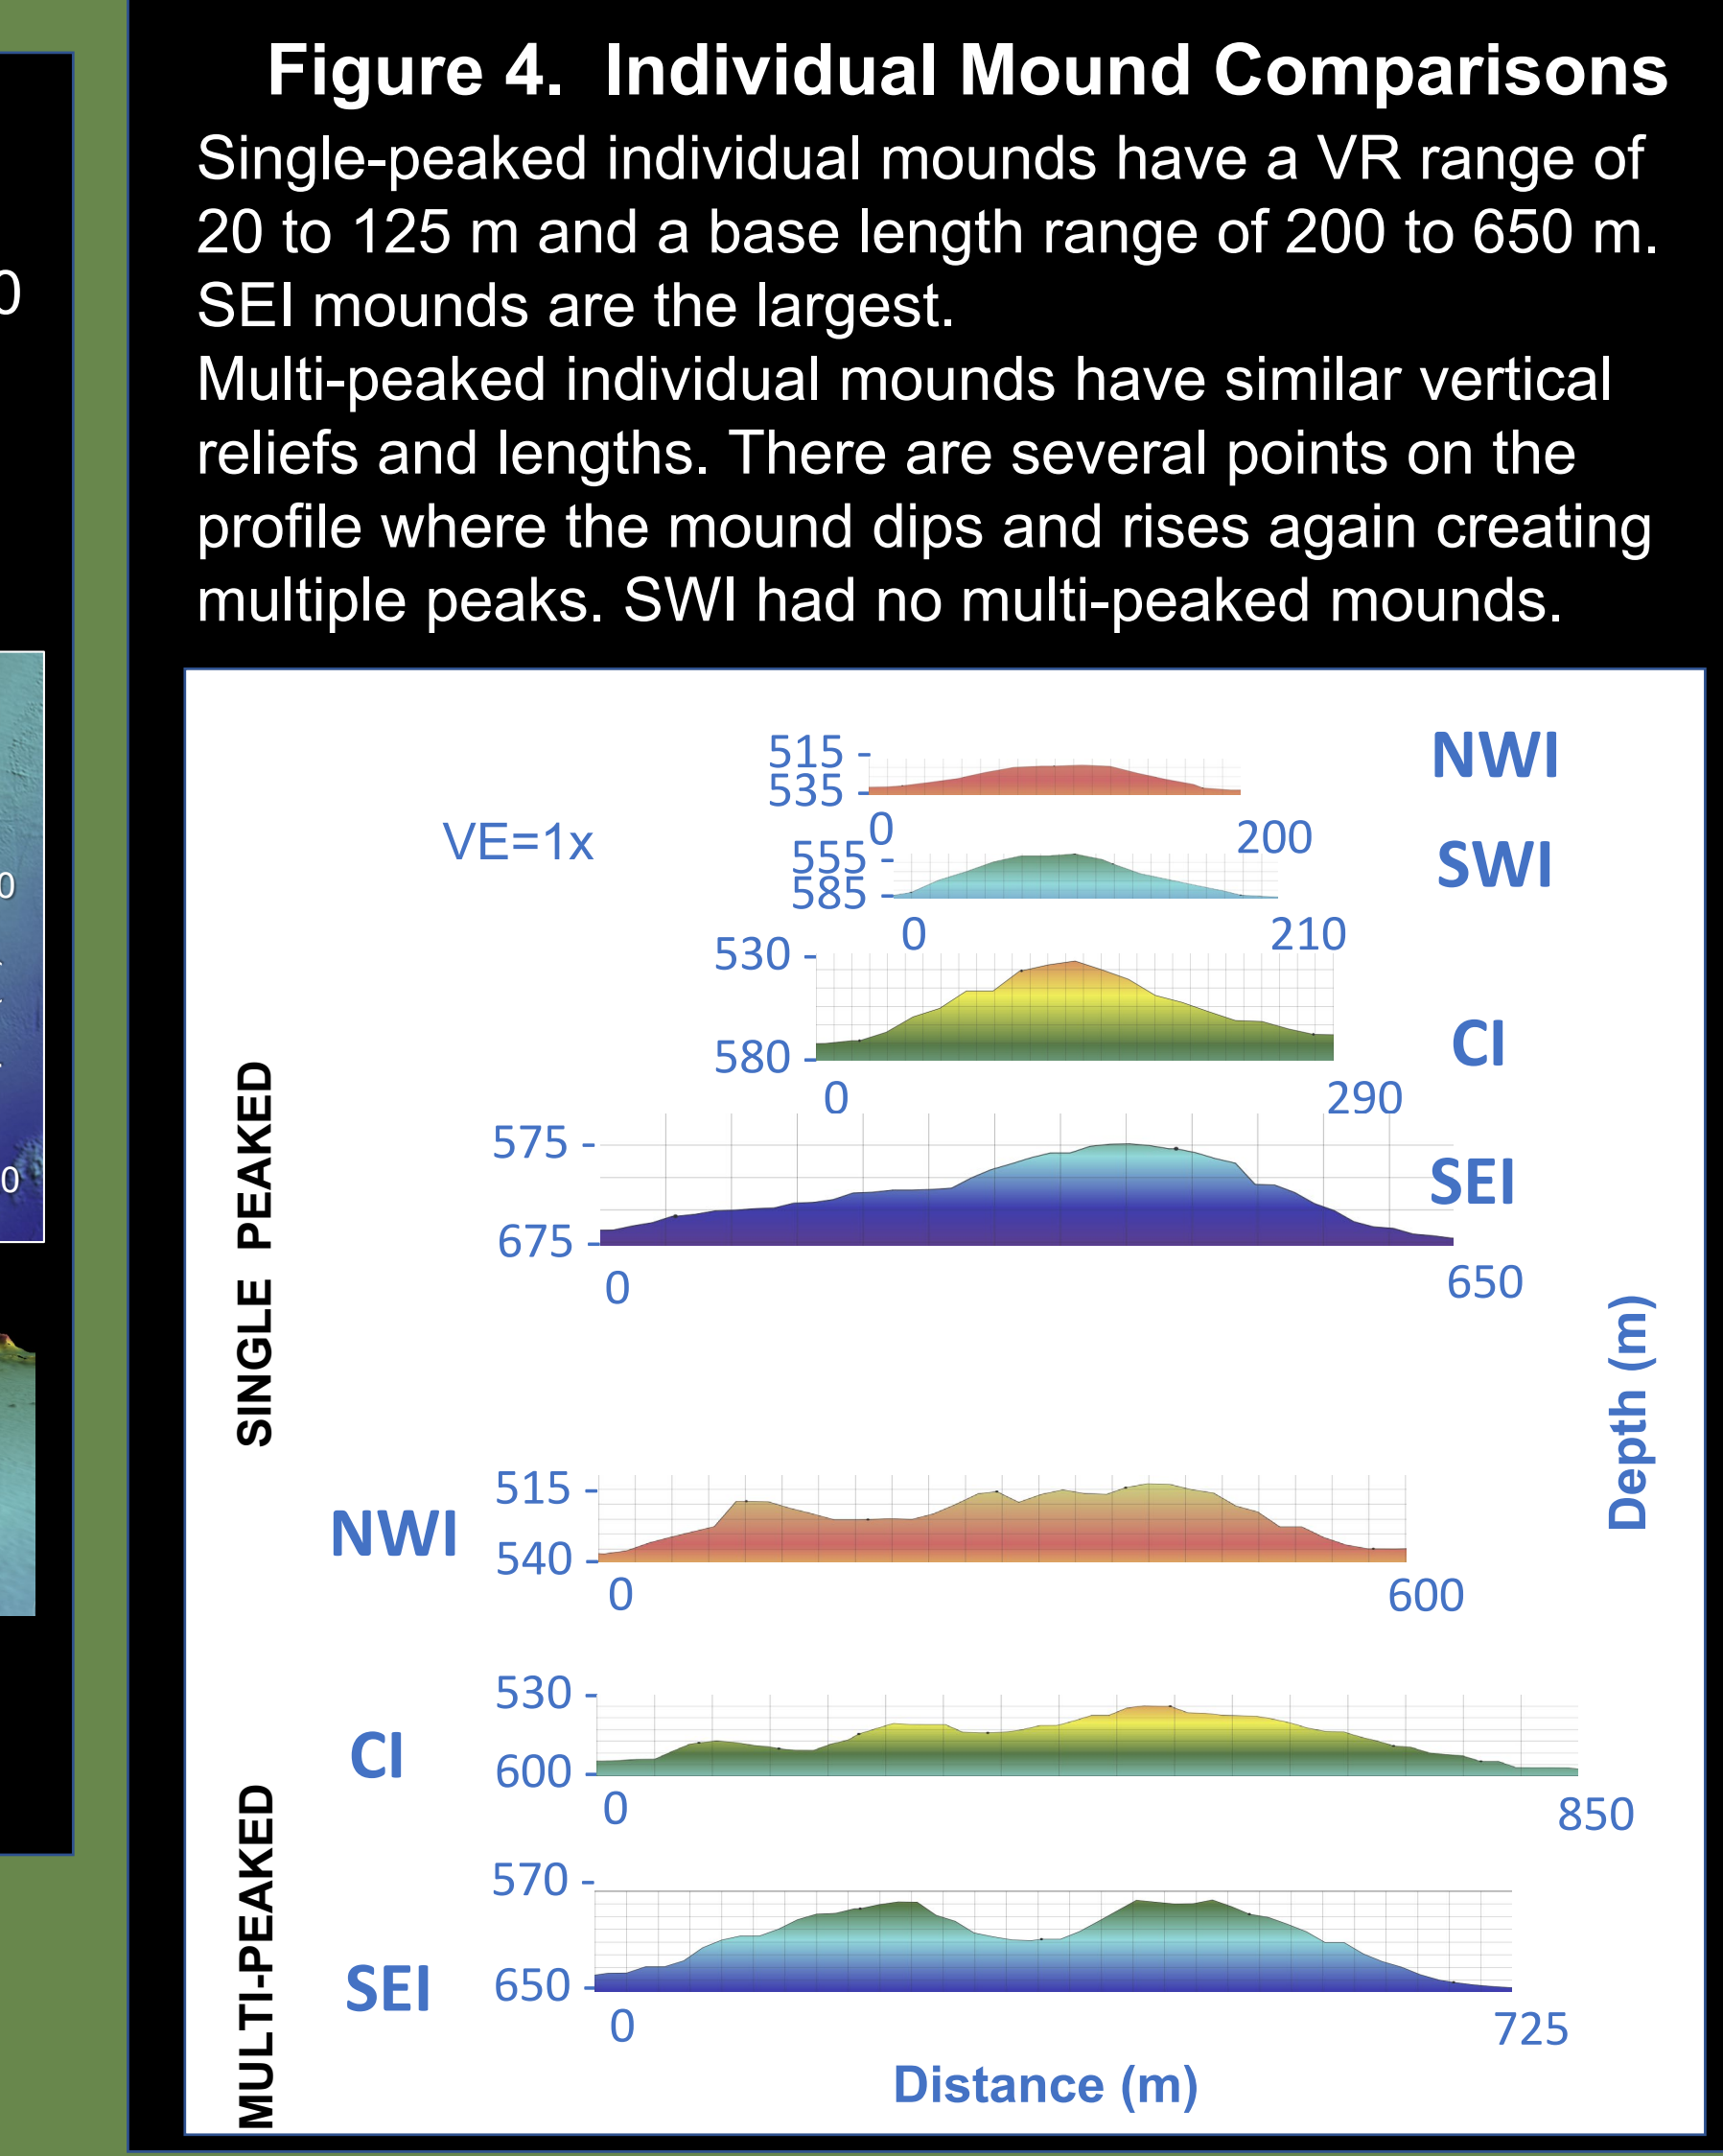 Figure 4.  Individual Mound Comparisons
Single-peaked individual mounds have a VR range of
20 to 125 m and a base length range of 200 to 650 m.
SEI mounds are the largest.
Multi-peaked individual mounds have similar vertical
reliefs and lengths. There are several points on the
profile where the mound dips and rises again creating
multiple peaks. SWI had no multi-peaked mounds.
0
0
0
SINGLE PEAKED
VE=1x
515 -
535 -
0
200
NWI
555 -
585 -
0
210
SWI
530 -
580 -
0
290
CI
575 -
675 -
0
650
SEI
Depth (m)
MULTI-PEAKED
NWI
515 -
540 -
0
600
CI
530 -
600 -
0
850
SEI
570 -
650 -
0
725
Distance (m)